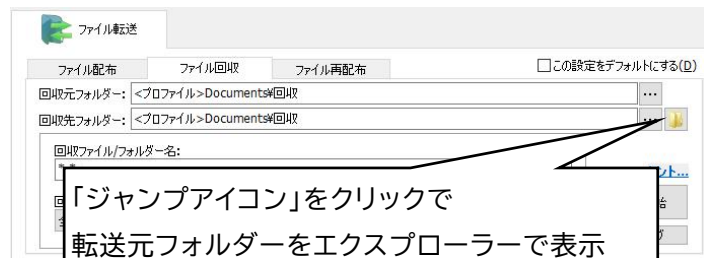 ファイル転送
ファイル配布
ファイル回収
ファイル再配布
この設定をデフォルトにする(D)
回収元フォルダー: <プロファイル>Documents¥回収 ...
回収先フォルダー: <プロファイル>Documents¥回収
回収ファイル/フォルダー名:
「ジャンプアイコン」をクリックで
転送元フォルダーをエクスプローラーで表示